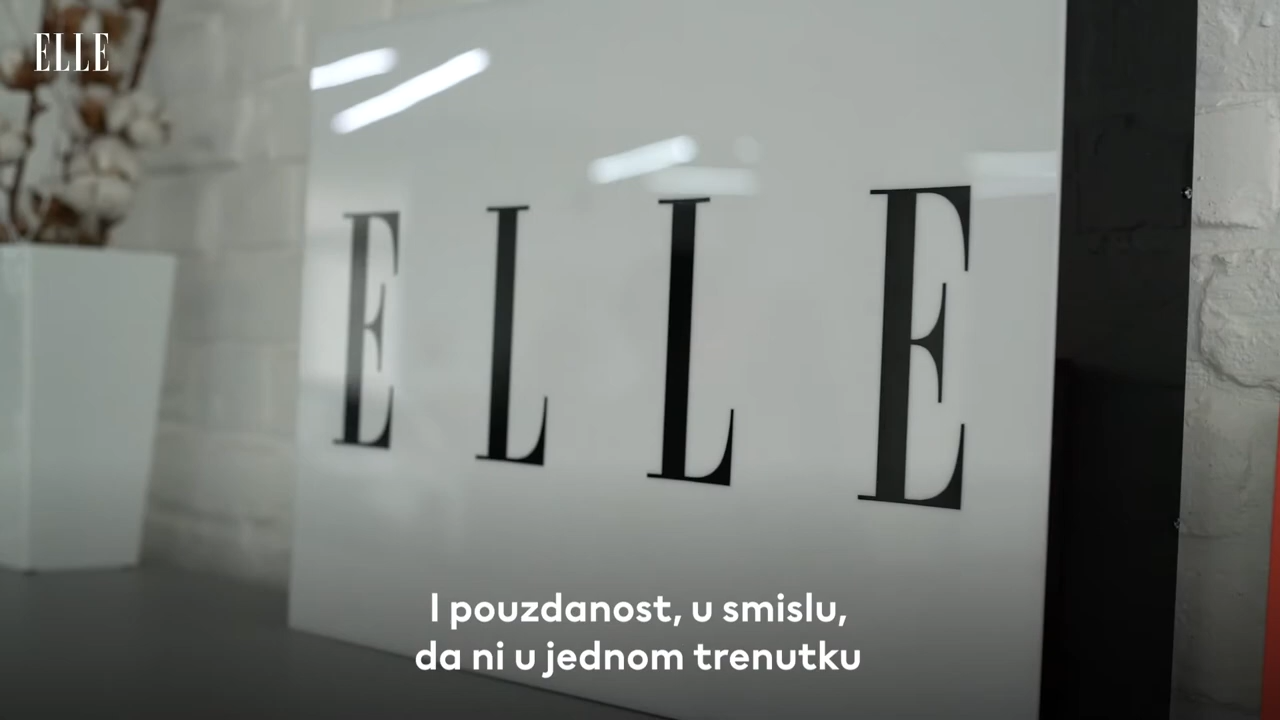 ELLE
ELLE
I pouzdanost, u smislu,
da ni u jednom trenutku